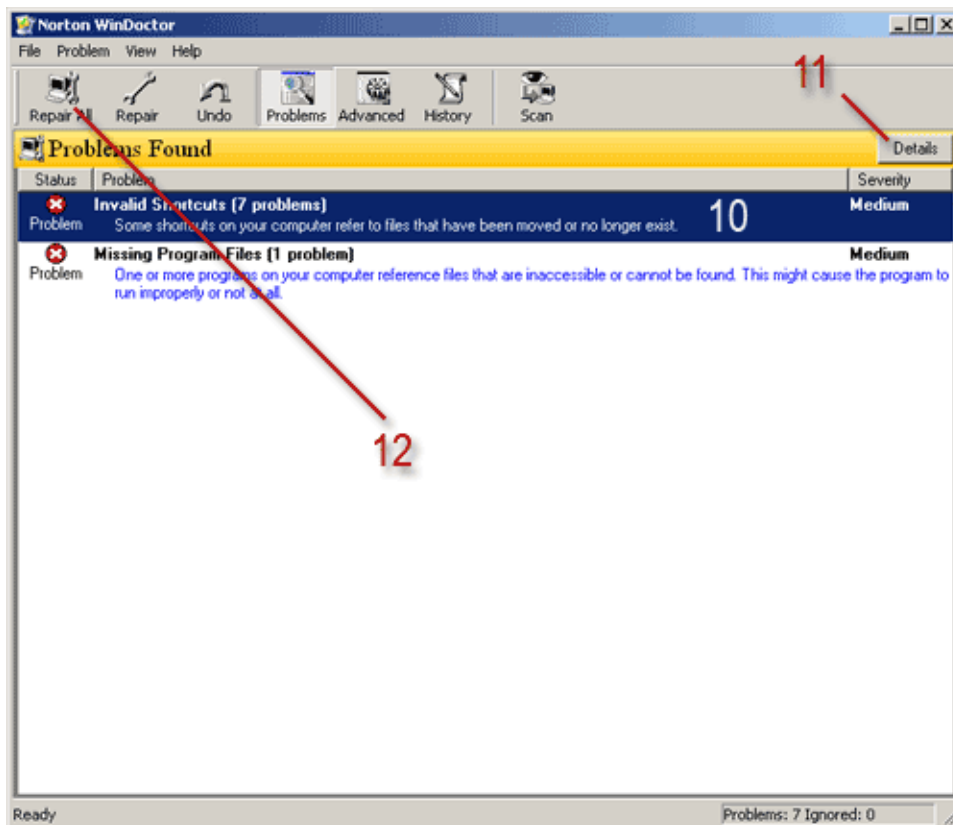 Norton WinDoctor
File Problem View Help
11
Repair All Repair Undo Problems Advanced History Scan
Problems Found Details
Status Problem Severity
Invalid Shortcuts (7 problems) 10 Medium
Problem Some shortcuts on your computer refer to files that have been moved or no longer exist.
Missing Program Files (1 problem) Medium
Problem One or more programs on your computer reference files that are inaccessible or cannot be found. This might cause the program to
run improperly or not at all.
12
Ready Problems: 7 Ignored: 0